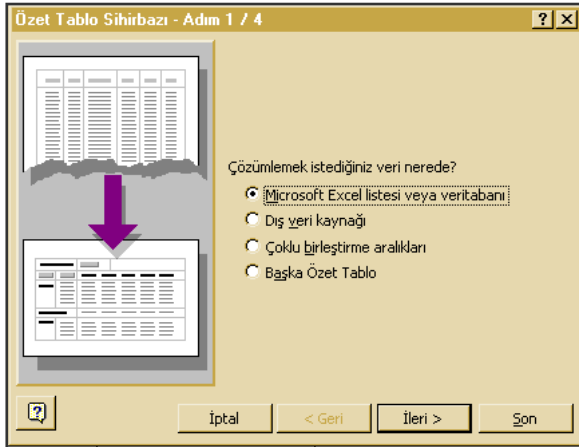 Özet Tablo Sihirbazı - Adım 1 / 4
Çözümlemek istediğiniz veri nerede?
Microsoft Excel listesi veya veritabanı
Dış veri kaynağı
Çoklu birleştirme aralıkları
Başka Özet Tablo
İptal
< Geri
İleri >
Son